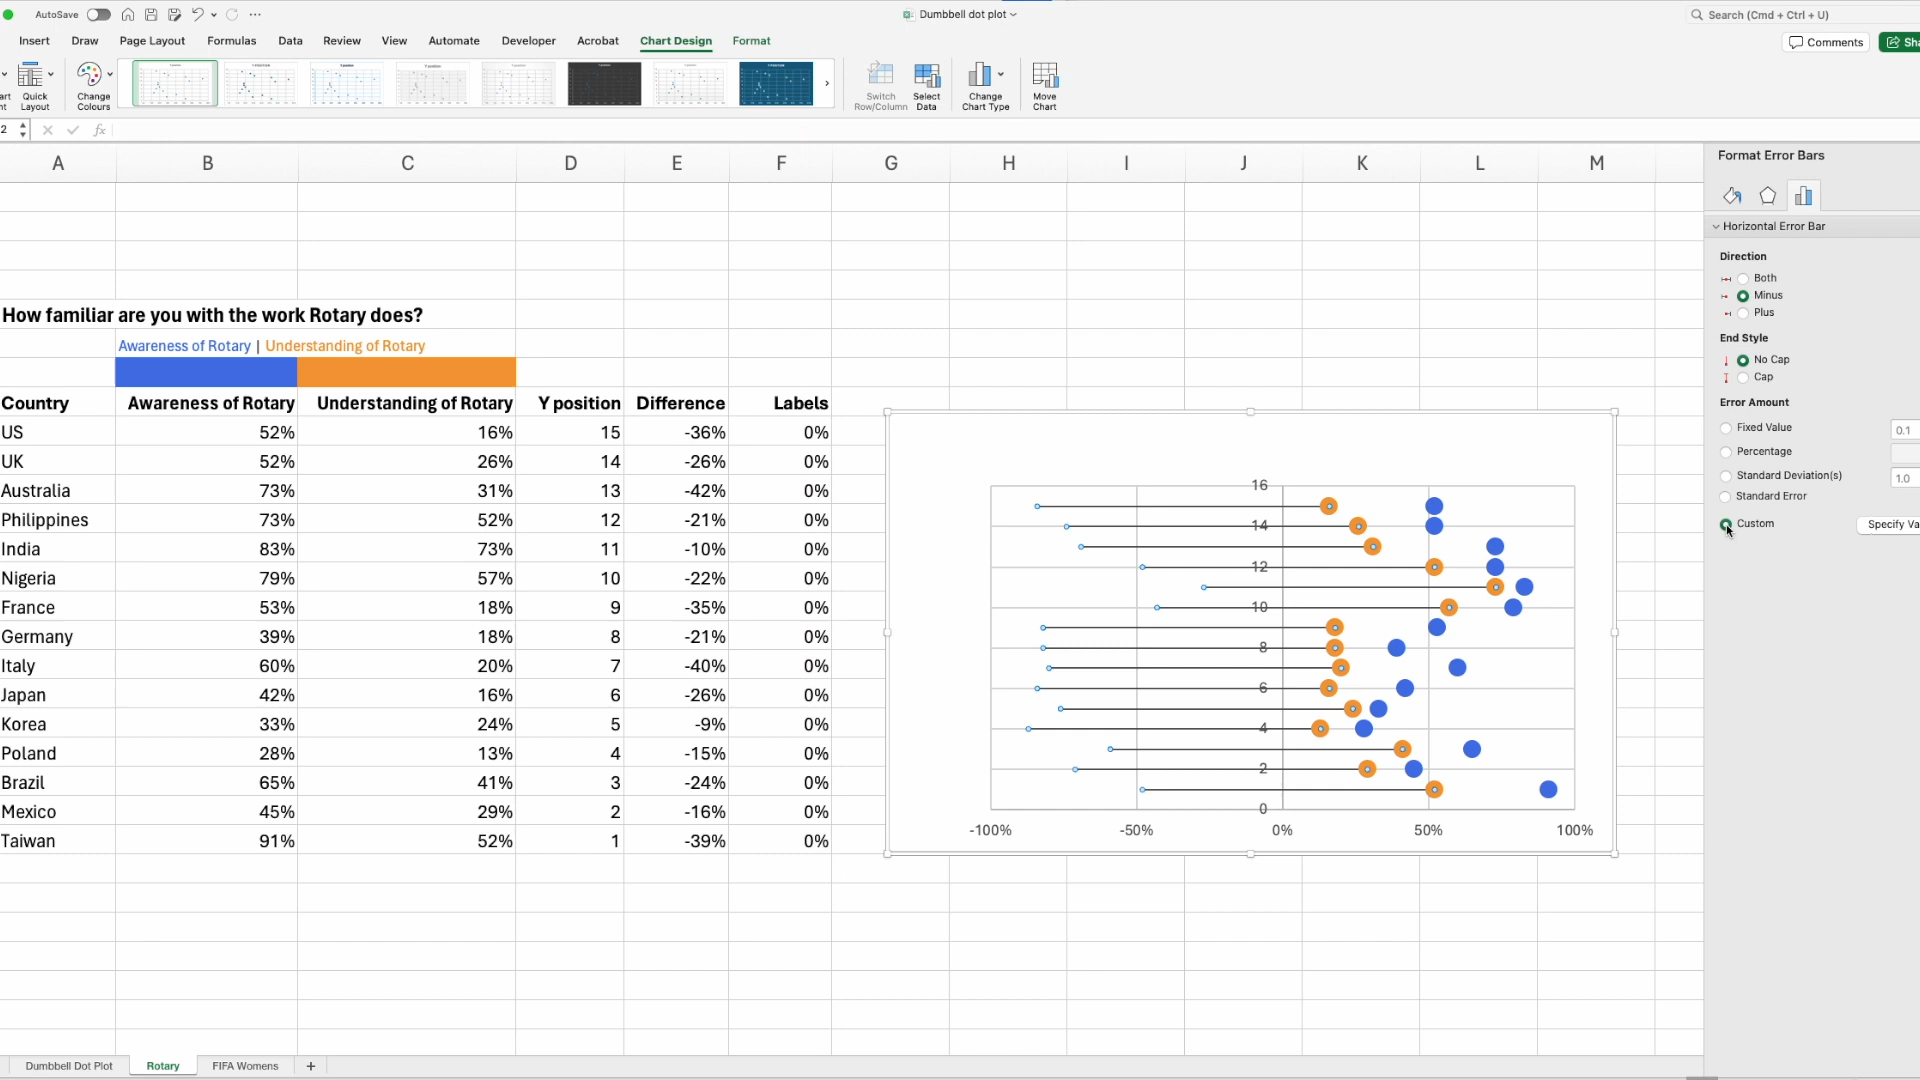 AutoSave
Dumbbell dot plot
Search (Cmd + Ctrl + U)
Insert Draw Page Layout Formulas Data Review View Automate Developer Acrobat Chart Design Format
Comments
Sha
Quick Layout
Change Colours
Switch Row/Column
Select Data
Change Chart Type
Move Chart
2 fx
A B C D E F G H I J K L M
How familiar are you with the work Rotary does?
Awareness of Rotary | Understanding of Rotary
Country Awareness of Rotary Understanding of Rotary Y position Difference Labels
US 52% 16% 15 -36% 0%
UK 52% 26% 14 -26% 0%
Australia 73% 31% 13 -42% 0%
Philippines 73% 52% 12 -21% 0%
India 83% 73% 11 -10% 0%
Nigeria 79% 57% 10 -22% 0%
France 53% 18% 9 -35% 0%
Germany 39% 18% 8 -21% 0%
Italy 60% 20% 7 -40% 0%
Japan 42% 16% 6 -26% 0%
Korea 33% 24% 5 -9% 0%
Poland 28% 13% 4 -15% 0%
Brazil 65% 41% 3 -24% 0%
Mexico 45% 29% 2 -16% 0%
Taiwan 91% 52% 1 -39% 0%
16
14
12
10
8
6
4
2
0
-100% -50% 0% 50% 100%
Format Error Bars
Horizontal Error Bar
Direction
Both
Minus
Plus
End Style
No Cap
Cap
Error Amount
Fixed Value 0.1
Percentage
Standard Deviation(s) 1.0
Standard Error
Custom Specify Va
Dumbbell Dot Plot Rotary FIFA Womens +